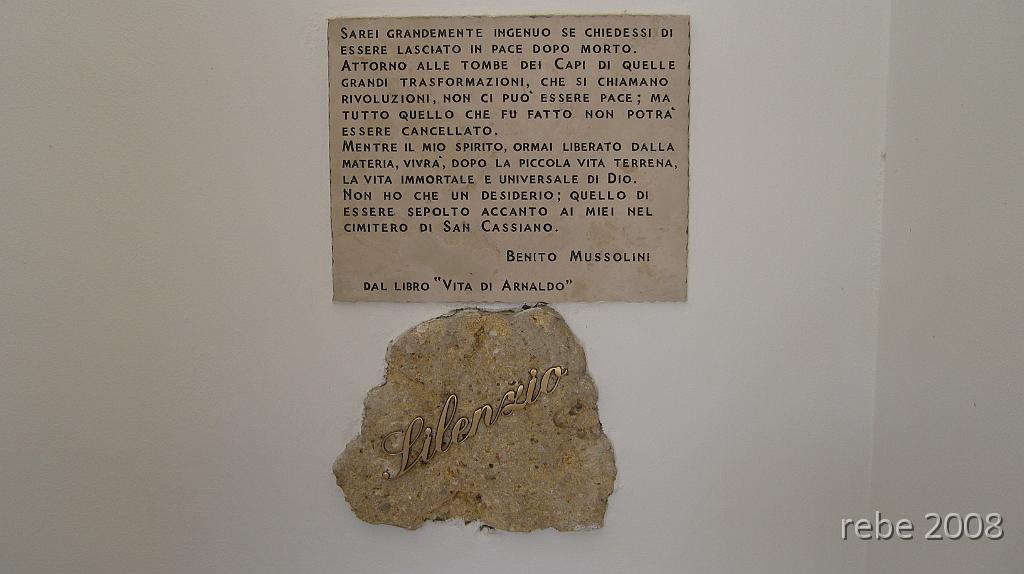 SAREI GRANDEMENTE INGENUO SE CHIEDESSI DI
ESSERE LASCIATO IN PACE DOPO MORTO.
ATTORNO ALLE TOMBE DEI CAPI DI QUELLE
GRANDI TRASFORMAZIONI, CHE SI CHIAMANO
RIVOLUZIONI, NON CI PUO` ESSERE PACE; MA
TUTTO QUELLO CHE FU FATTO NON POTRA`
ESSERE CANCELLATO.
MENTRE IL MIO SPIRITO, ORMAI LIBERATO DALLA
MATERIA, VIVRA`, DOPO LA PICCOLA VITA TERRENA,
LA VITA IMMORTALE E UNIVERSALE DI DIO.
NON HO CHE UN DESIDERIO; QUELLO DI
ESSERE SEPOLTO ACCANTO AI MIEI NEL
CIMITERO DI SAN CASSIANO.
BENITO MUSSOLINI
DAL LIBRO "VITA DI ARNALDO"
Silenzio
rebe 2008